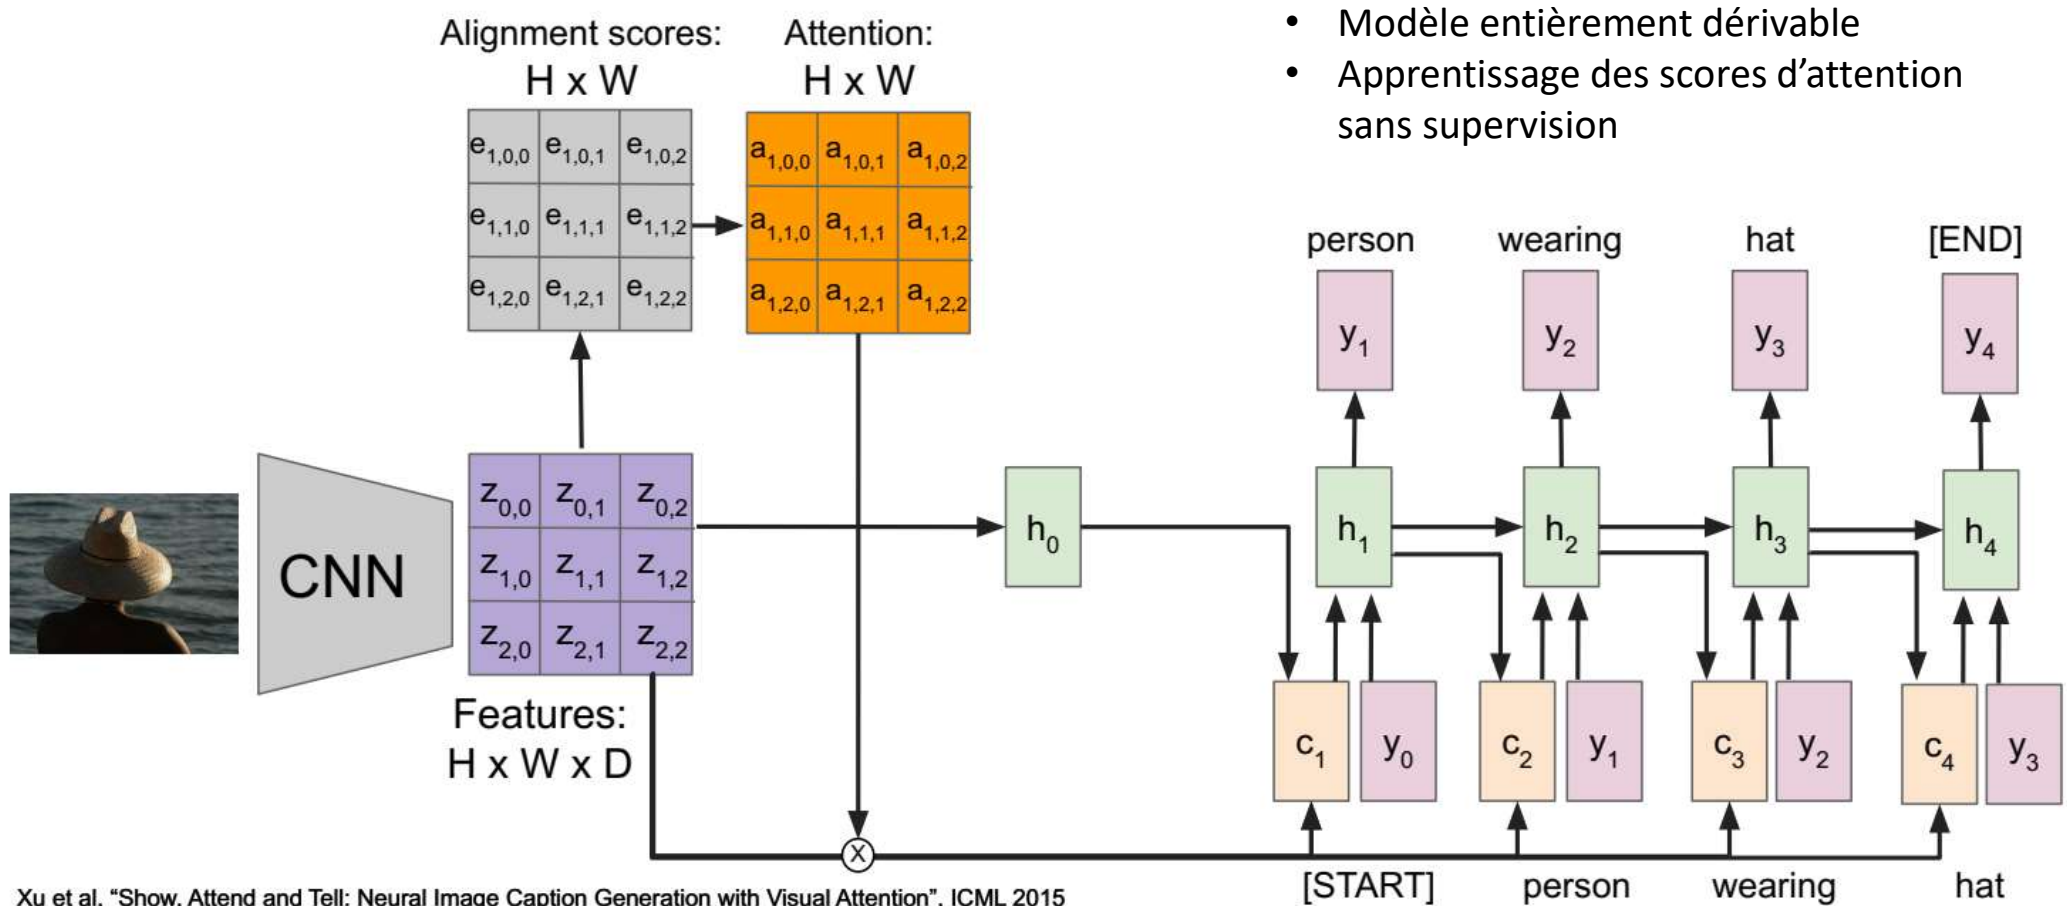 Alignment scores:
H x W
Attention:
H x W
• Modèle entièrement dérivable
• Apprentissage des scores d’attention
sans supervision
e1,0,0 e1,0,1 e1,0,2
e1,1,0 e1,1,1 e1,1,2
e1,2,0 e1,2,1 e1,2,2
a1,0,0 a1,0,1 a1,0,2
a1,1,0 a1,1,1 a1,1,2
a1,2,0 a1,2,1 a1,2,2
person wearing hat [END]
y1 y2 y3 y4
CNN
z0,0 z0,1 z0,2
z1,0 z1,1 z1,2
z2,0 z2,1 z2,2
h0 h1 h2 h3 h4
Features:
H x W x D
c1 y0 c2 y1 c3 y2 c4 y3
X
[START] person wearing hat
Xu et al, “Show, Attend and Tell: Neural Image Caption Generation with Visual Attention”, ICML 2015